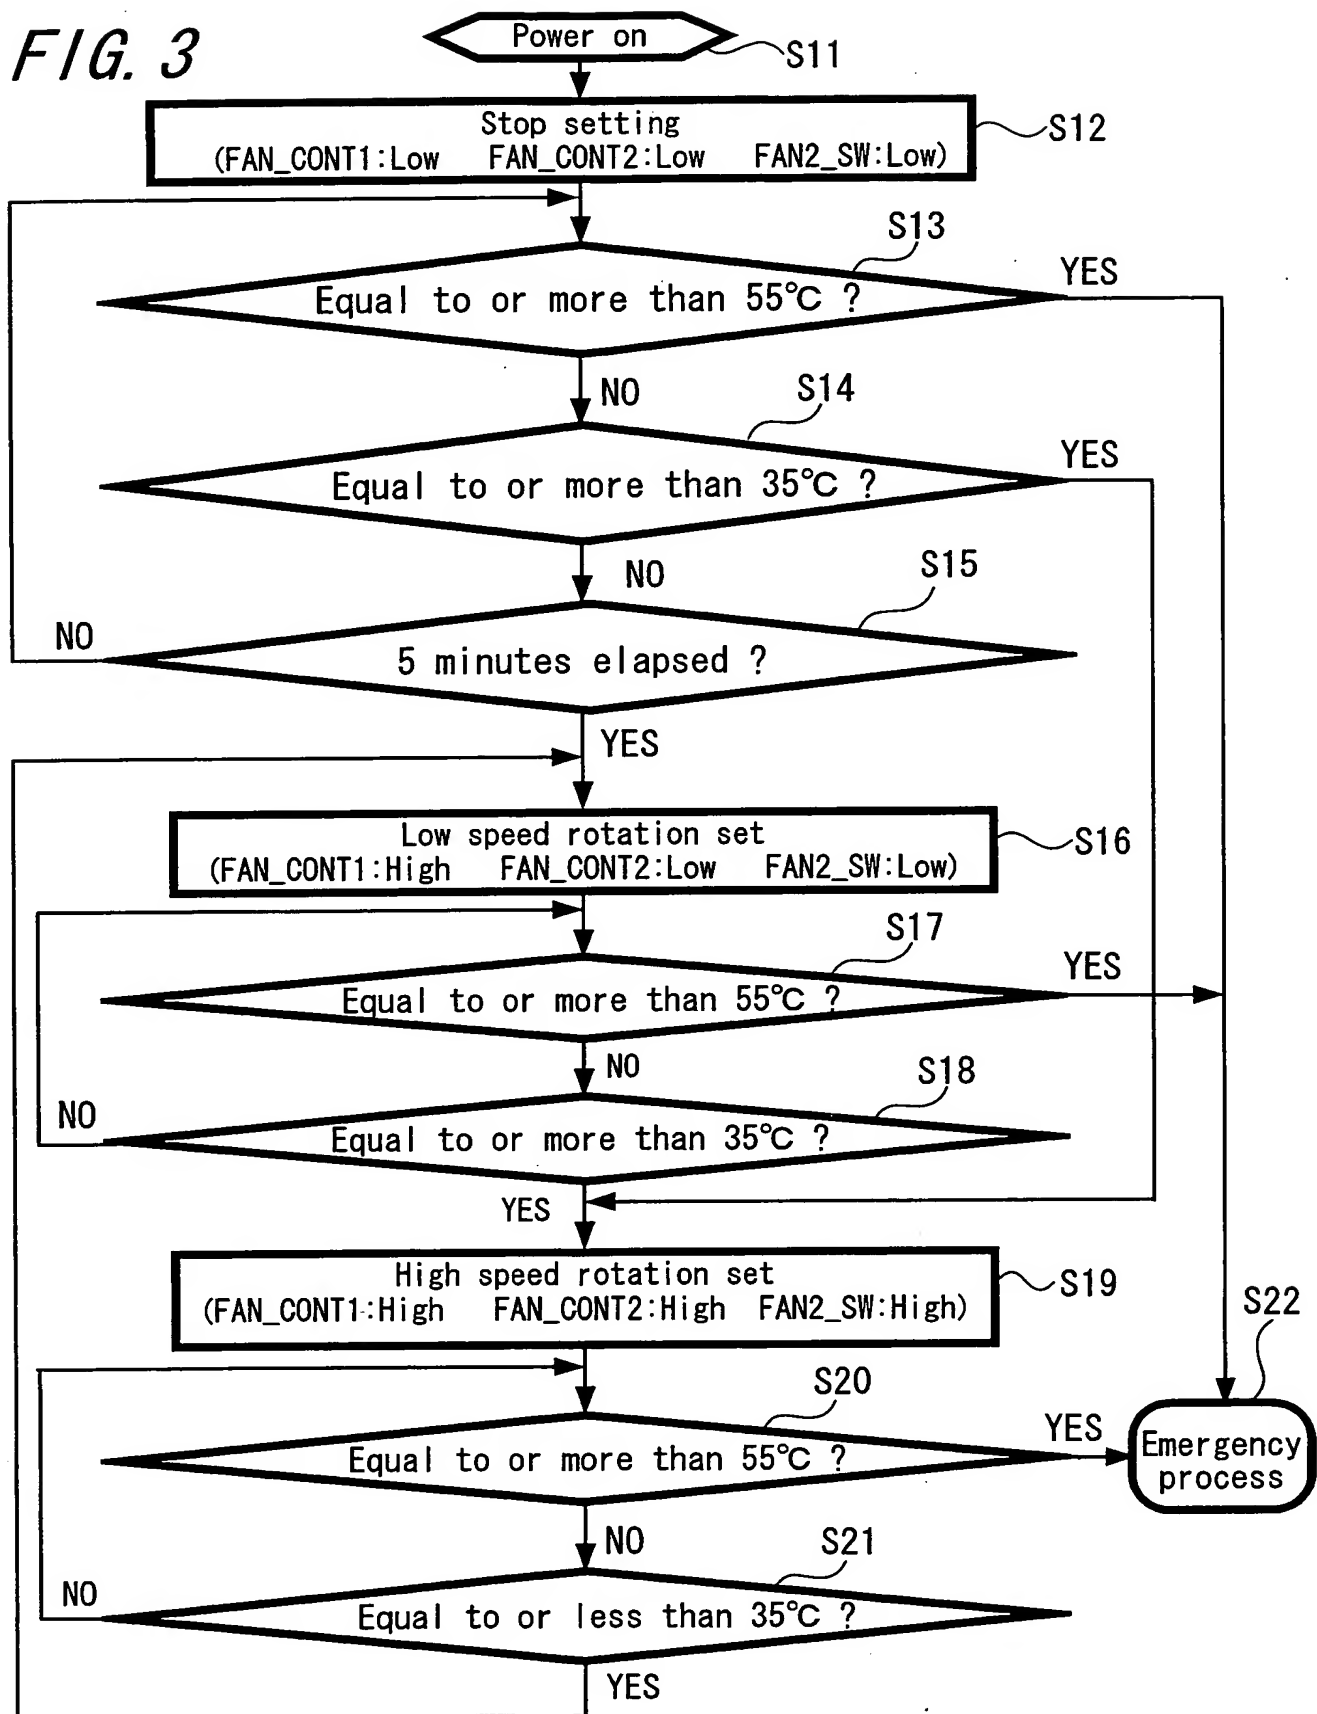 FIG. 3
Power on
S11
Stop setting
(FAN_CONT1:Low FAN_CONT2:Low FAN2_SW:Low)
S12
S13
Equal to or more than 55℃ ?
YES
NO
S14
Equal to or more than 35℃ ?
YES
NO
S15
5 minutes elapsed ?
NO
YES
Low speed rotation set
(FAN_CONT1:High FAN_CONT2:Low FAN2_SW:Low)
S16
S17
Equal to or more than 55℃ ?
YES
NO
S18
Equal to or more than 35℃ ?
NO
YES
High speed rotation set
(FAN_CONT1:High FAN_CONT2:High FAN2_SW:High)
S19
S20
Equal to or more than 55℃ ?
YES
S22
Emergency
process
NO
S21
Equal to or less than 35℃ ?
NO
YES